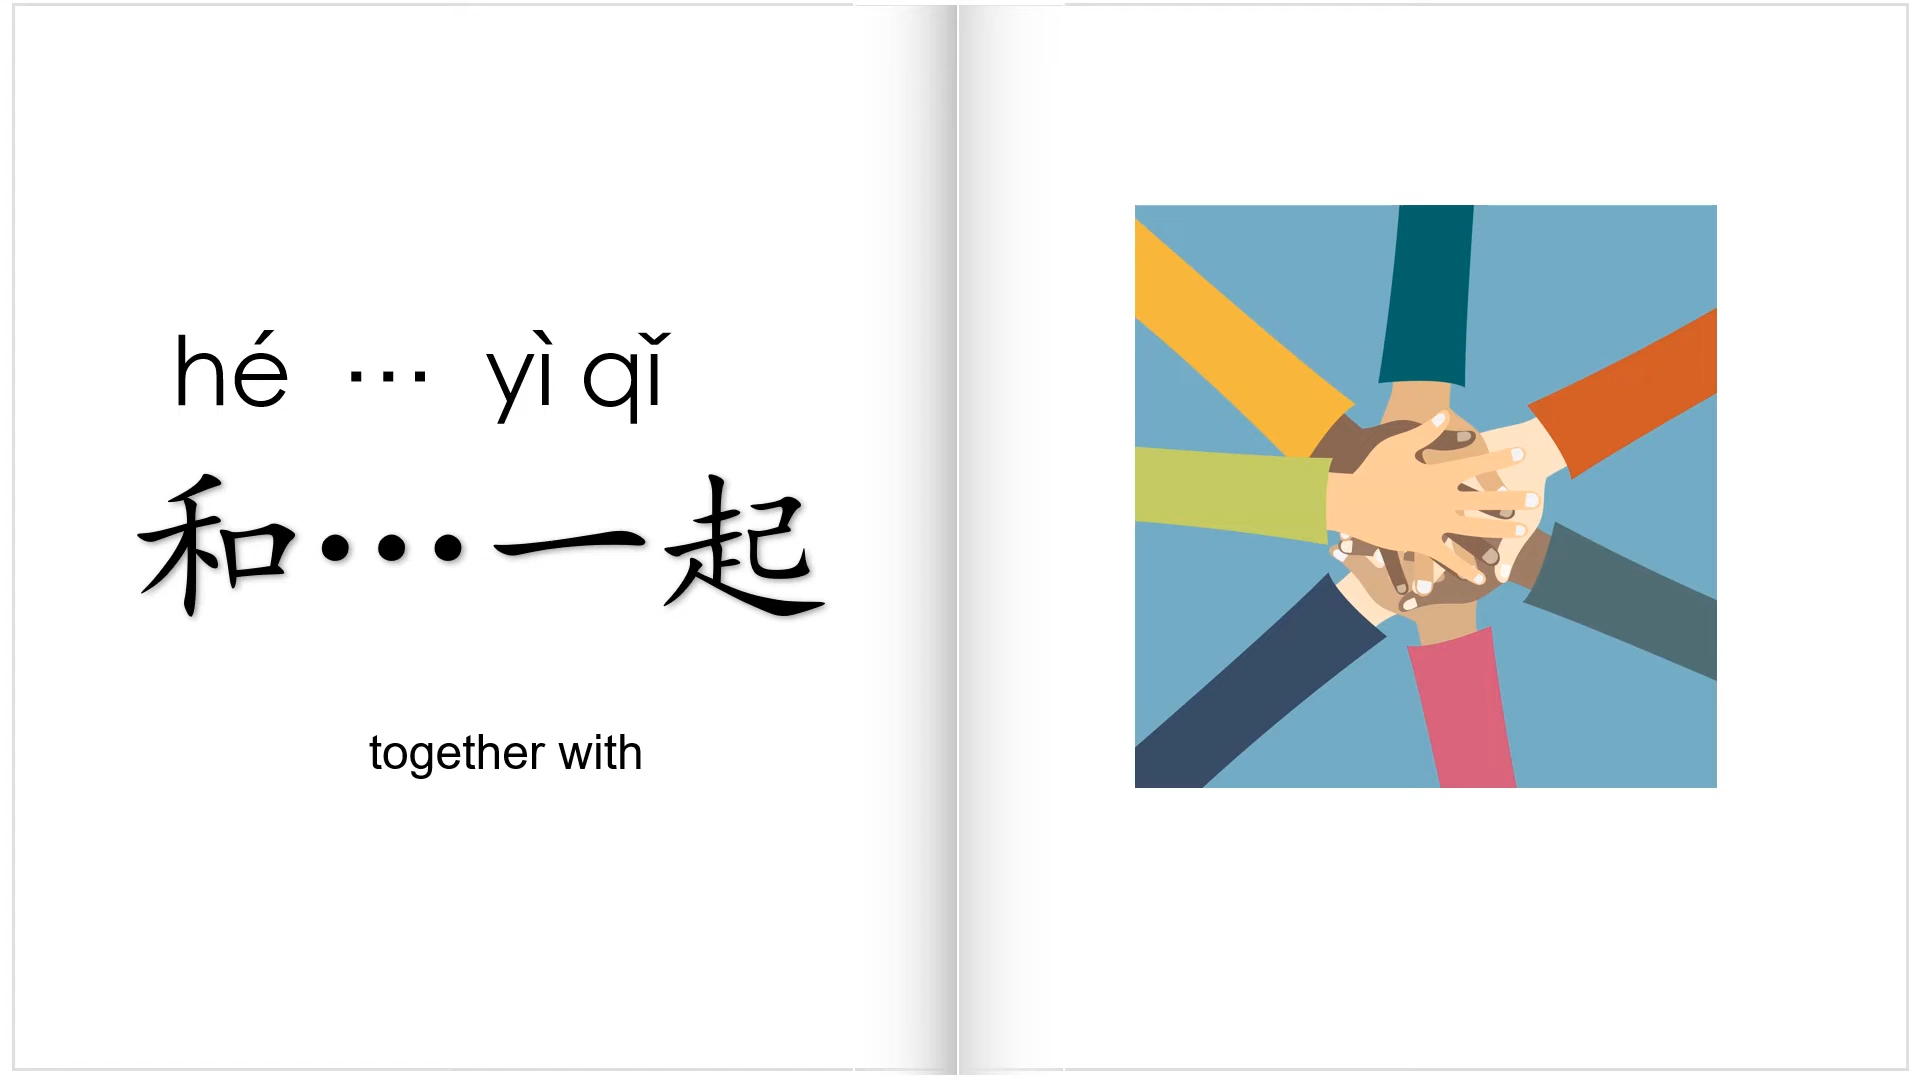 hé ··· yì qǐ
和···一起
together with